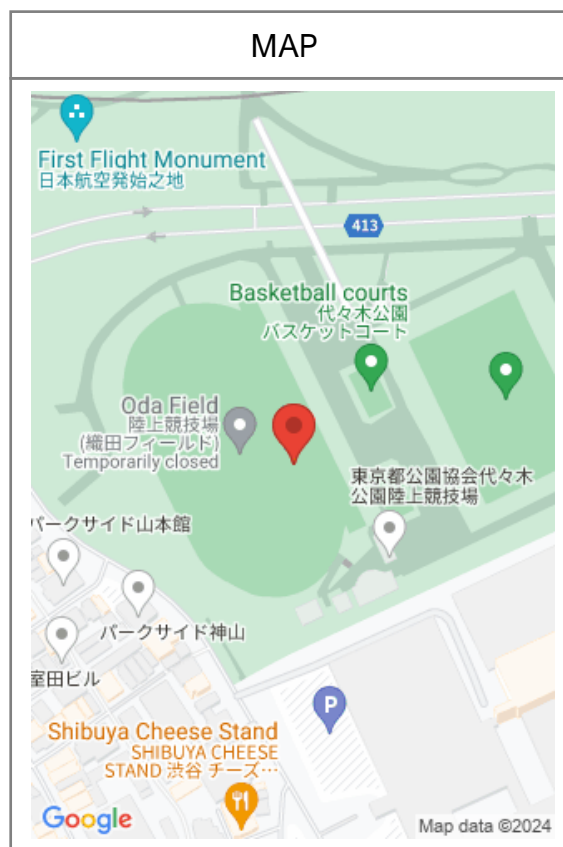 MAP
First Flight Monument
日本航空発始之地
413
Basketball courts
代々木公園
バスケットコート
Oda Field
陸上競技場
(織田フィールド)
Temporarily closed
東京都公園協会代々木
公園陸上競技場
パークサイド山本館
パークサイド神山
室田ビル
P
Shibuya Cheese Stand
SHIBUYA CHEESE
STAND 渋谷 チーズ…
Google
Map data ©2024